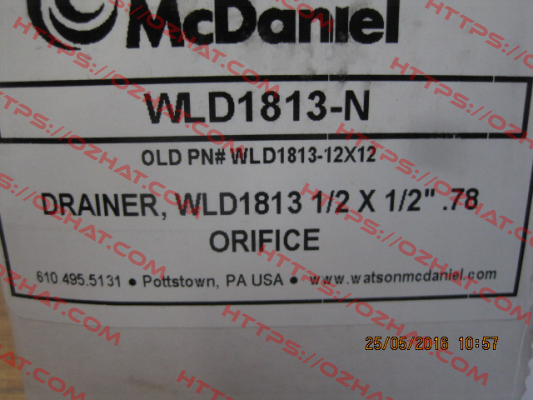 McDaniel
WLD1813-N
OLD PN# WLD1813-12X12
DRAINER, WLD1813 1/2 X 1/2" .78
ORIFICE
610 495.5131 ● Pottstown, PA USA ● www.watsonmcdaniel.com
25/05/2016 10:57
HTTPS://OZHAT.COM